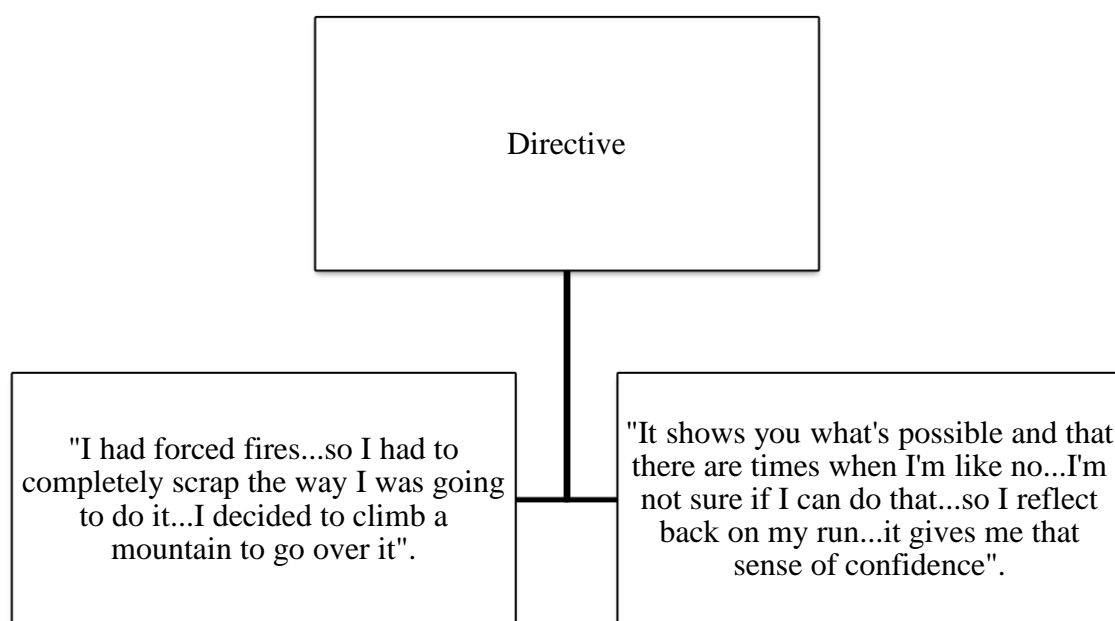 Directive
"I had forced fires...so I had to
completely scrap the way I was going
to do it...I decided to climb a
mountain to go over it".
"It shows you what's possible and that
there are times when I'm like no...I'm
not sure if I can do that...so I reflect
back on my run...it gives me that
sense of confidence".